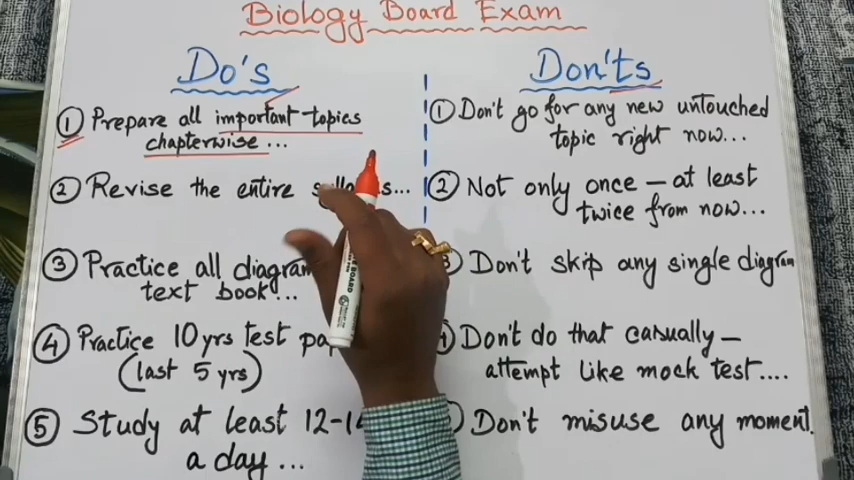 Biology Board Exam
Do's
① Prepare all important topics
chapterwise...
② Revise the entire
③ Practice all diagram
text book...
④ Practice 10yrs test
(last 5 yrs)
⑤ Study at least
a day...
Don'ts
① Don't go for any new untouched
topic right now...
② Not only once – at least
twice from now...
Don't skip any single diagram
Don't do that casually –
attempt like mock test....
Don't misuse any moment.